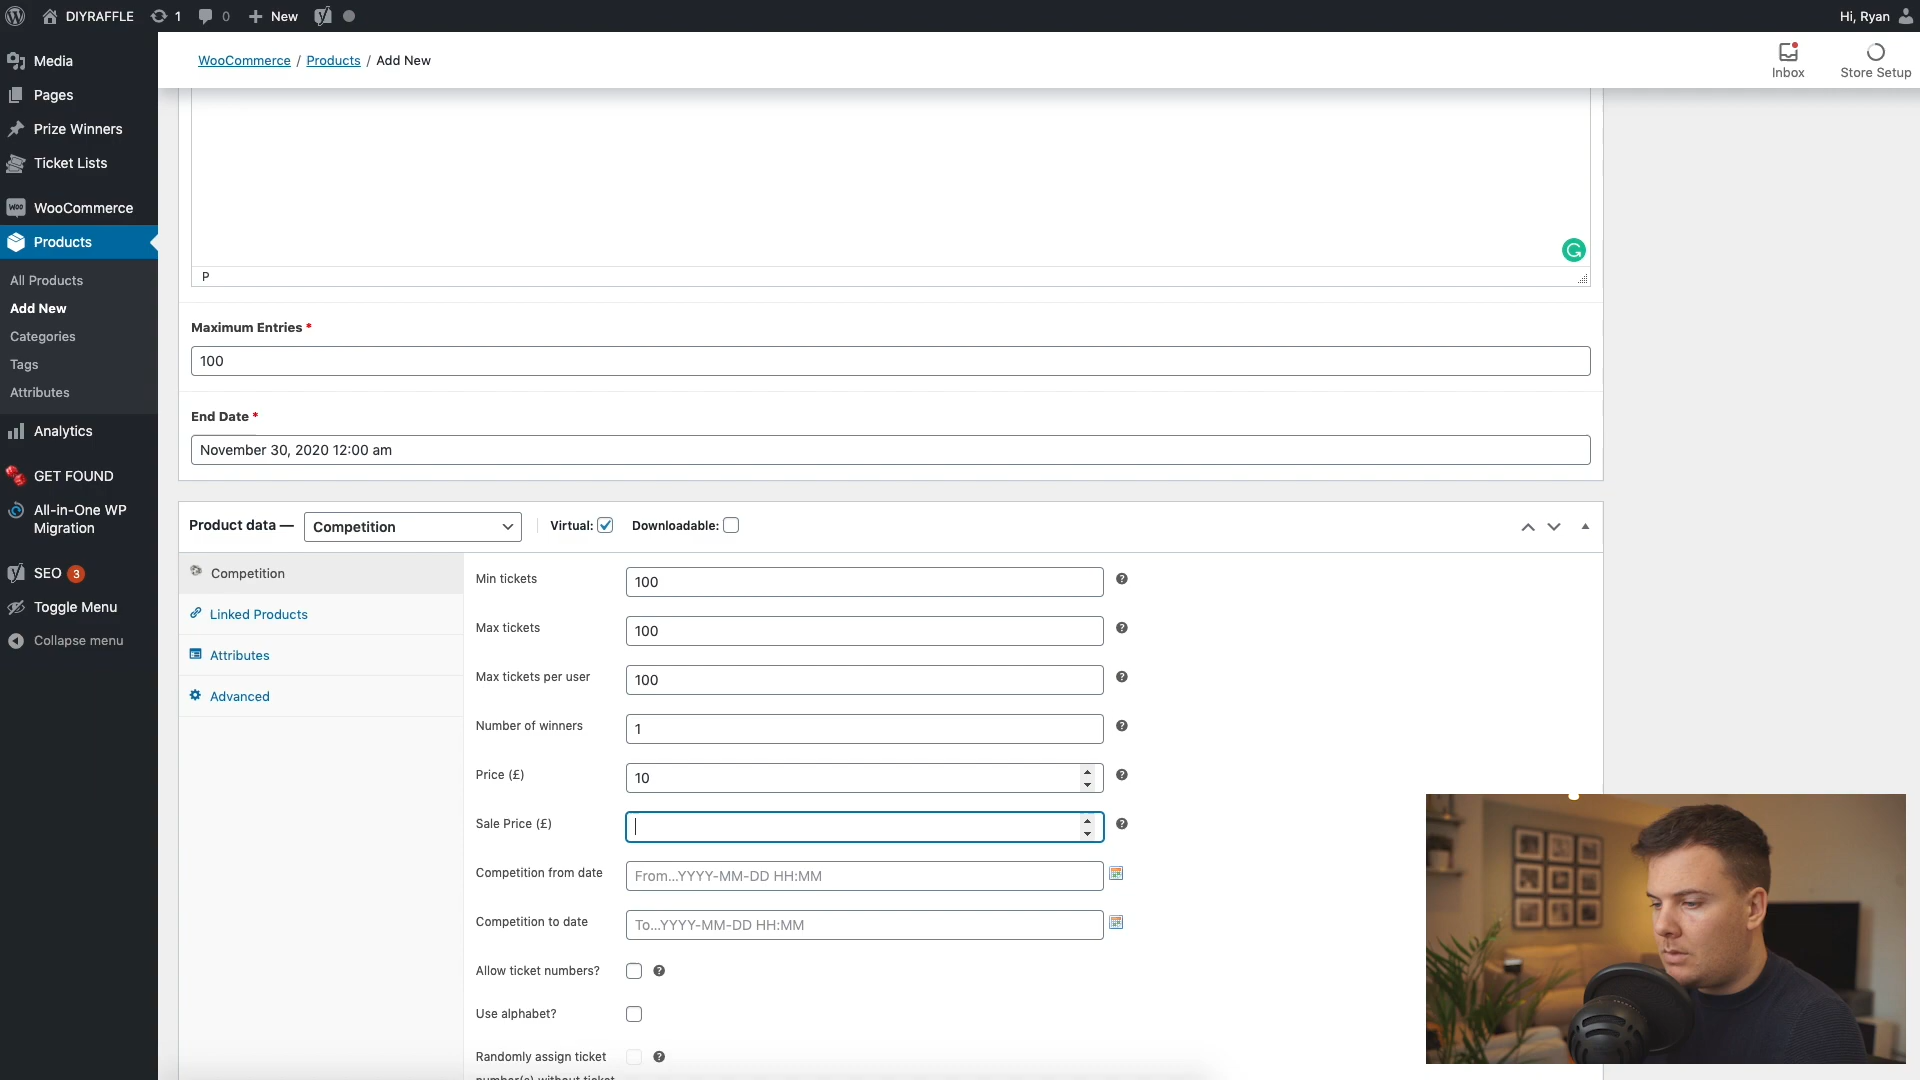 DIYRAFFLE 1 0 New Hi, Ryan
WooCommerce / Products / Add New
Inbox
Store Setup
Media
Pages
Prize Winners
Ticket Lists
WooCommerce
Products
All Products
Add New
Categories
Tags
Attributes
Analytics
GET FOUND
All-in-One WP
Migration
SEO 3
Toggle Menu
Collapse menu
P
Maximum Entries *
100
End Date *
November 30, 2020 12:00 am
Product data — Competition Virtual: Downloadable:
Competition
Linked Products
Attributes
Advanced
Min tickets 100
Max tickets 100
Max tickets per user 100
Number of winners 1
Price (£) 10
Sale Price (£)
Competition from date From...YYYY-MM-DD HH:MM
Competition to date To...YYYY-MM-DD HH:MM
Allow ticket numbers?
Use alphabet?
Randomly assign ticket
number(s) without ticket